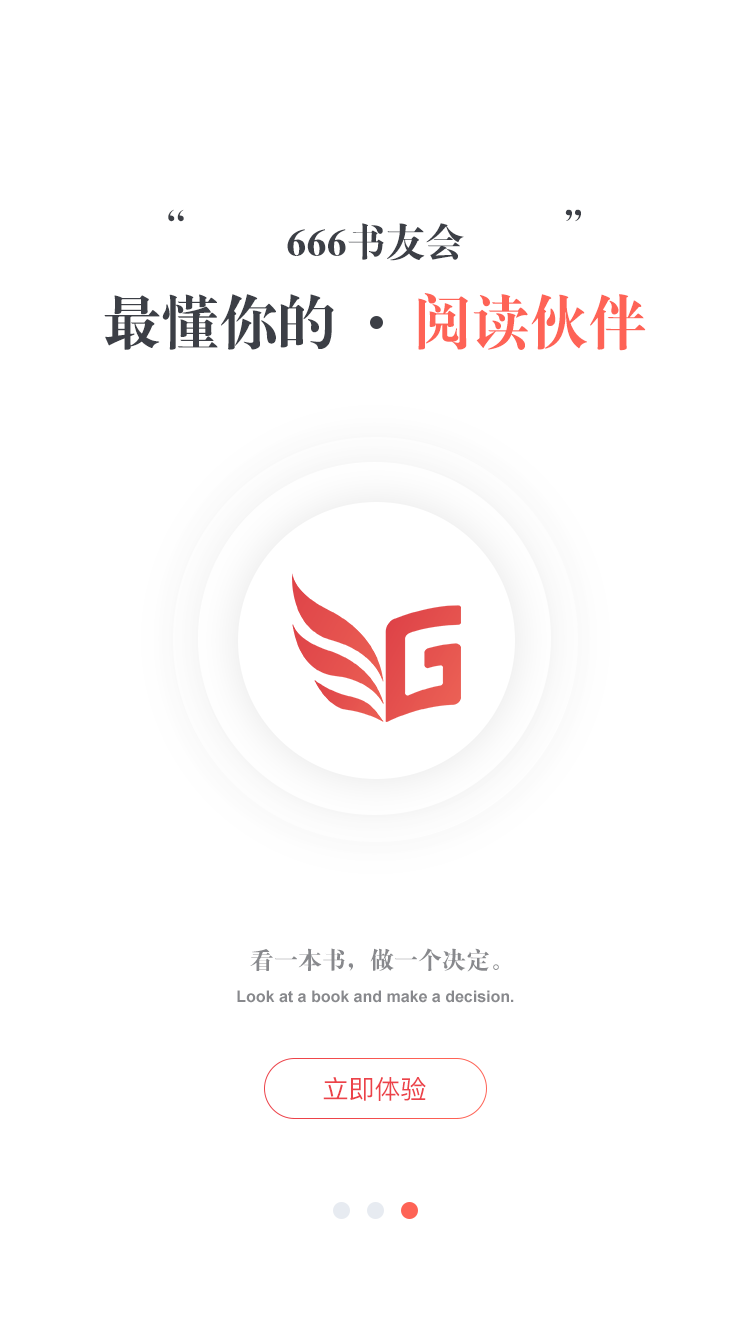 “ 666书友会 ”
最懂你的 · 阅读伙伴
G
看一本书，做一个决定。
Look at a book and make a decision.
立即体验